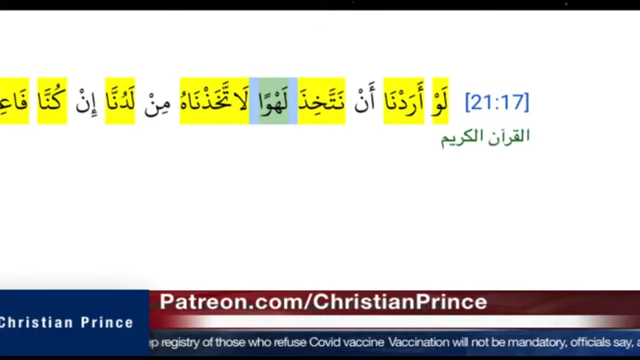 [21:17] لَوْ أَرَدْنَا أَنْ نَتَّخِذَ لَهْوًا لَاتَّخَذْنَاهُ مِنْ لَدُنَّا إِنْ كُنَّا
القرآن الكريم
Patreon.com/ChristianPrince
Christian Prince
registry of those who refuse Covid vaccine Vaccination will not be mandatory, officials say,